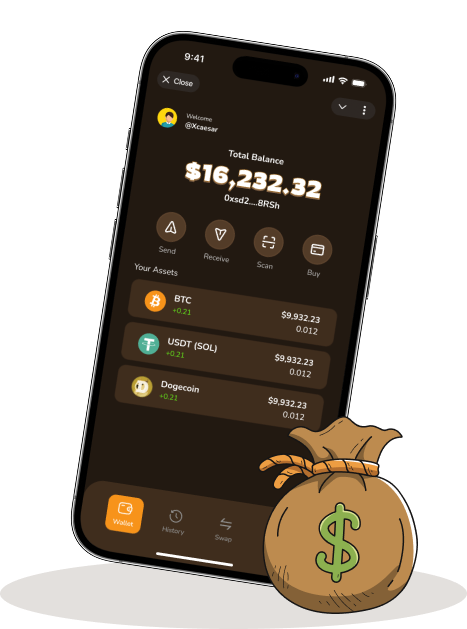 9:41
Close
Welcome
@Xcaesar
Total Balance
$16,232.32
0xsd2....8RSh
Send
Receive
Scan
Buy
Your Assets
BTC
$9,932.23
+0.21
0.012
USDT (SOL)
$9,932.23
+0.21
0.012
Dogecoin
$9,932.23
+0.21
0.012
Wallet
History
Swap
$